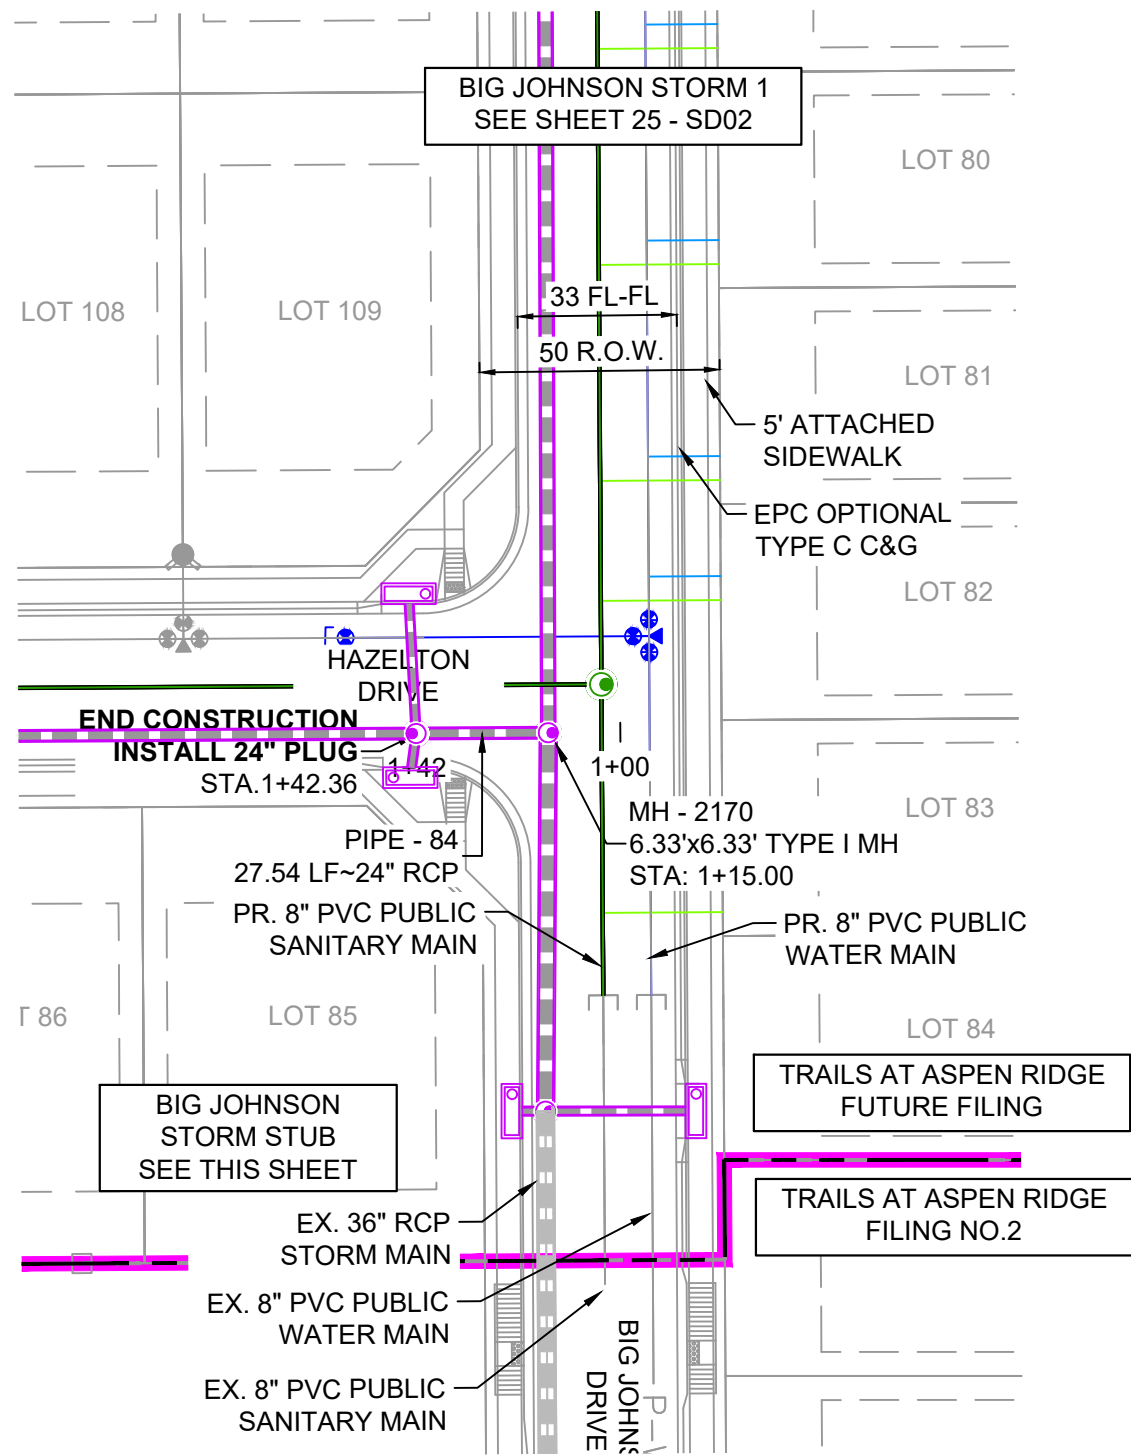 BIG JOHNSON STORM 1
SEE SHEET 25 - SD02
LOT 80
LOT 108
LOT 109
33 FL-FL
50 R.O.W.
LOT 81
5' ATTACHED
SIDEWALK
EPC OPTIONAL
TYPE C C&G
LOT 82
HAZELTON
DRIVE
END CONSTRUCTION
INSTALL 24" PLUG
STA.1+42.36
1+42
1+00
LOT 83
MH - 2170
6.33'x6.33' TYPE I MH
STA: 1+15.00
PIPE - 84
27.54 LF~24" RCP
PR. 8" PVC PUBLIC
SANITARY MAIN
PR. 8" PVC PUBLIC
WATER MAIN
T 86
LOT 85
LOT 84
TRAILS AT ASPEN RIDGE
FUTURE FILING
BIG JOHNSON
STORM STUB
SEE THIS SHEET
TRAILS AT ASPEN RIDGE
FILING NO.2
EX. 36" RCP
STORM MAIN
EX. 8" PVC PUBLIC
WATER MAIN
EX. 8" PVC PUBLIC
SANITARY MAIN
BIG JOHNS
DRIVE